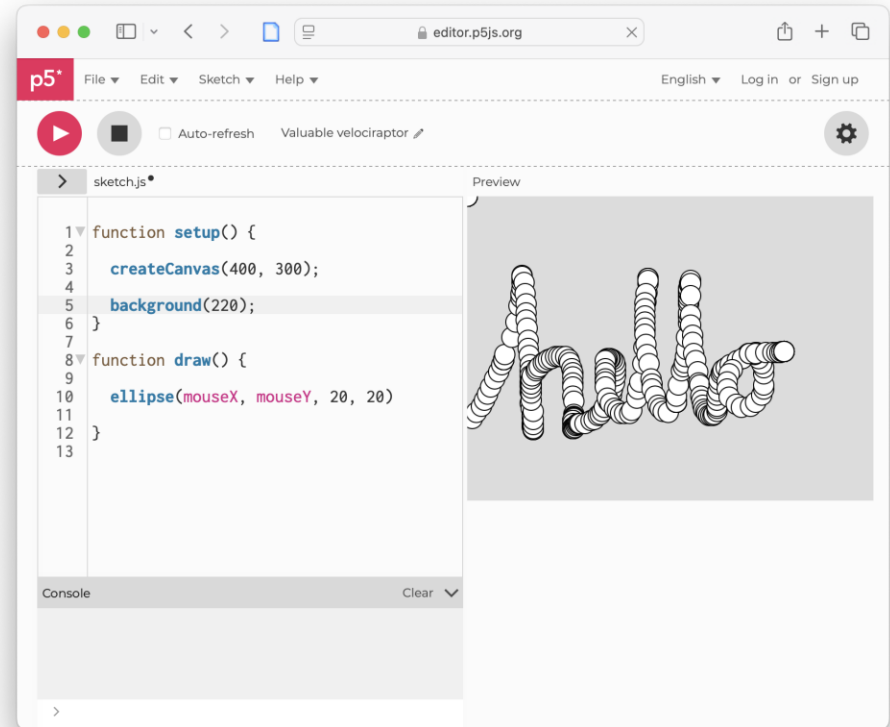 editor.p5js.org
p5* File Edit Sketch Help English Log in or Sign up
Auto-refresh Valuable velociraptor
sketch.js
Preview
1 function setup() {
2
3 createCanvas(400, 300);
4
5 background(220);
6 }
7
8 function draw() {
9
10 ellipse(mouseX, mouseY, 20, 20)
11
12 }
13
hello
Console Clear
>